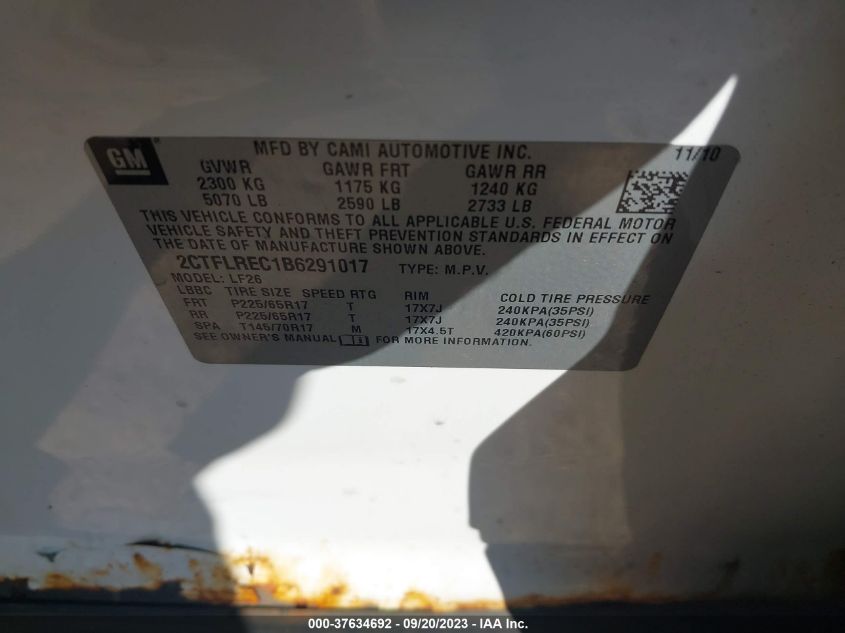 GM
MFD BY CAMI AUTOMOTIVE INC. 11/10
GVWR GAWR FRT GAWR RR
2300 KG 1175 KG 1240 KG
5070 LB 2590 LB 2733 LB
THIS VEHICLE CONFORMS TO ALL APPLICABLE U.S. FEDERAL MOTOR
VEHICLE SAFETY AND THEFT PREVENTION STANDARDS IN EFFECT ON
THE DATE OF MANUFACTURE SHOWN ABOVE.
2CTFLREC1B6291017 TYPE: M.P.V.
MODEL: LF26
LBBC TIRE SIZE SPEED RTG RIM COLD TIRE PRESSURE
FRT P225/65R17 T 17X7J 240KPA(35PSI)
RR P225/65R17 T 17X7J 240KPA(35PSI)
SPA T145/70R17 M 17X4.5T 420KPA(60PSI)
SEE OWNER'S MANUAL FOR MORE INFORMATION.
000-37634692 - 09/20/2023 - IAA Inc.